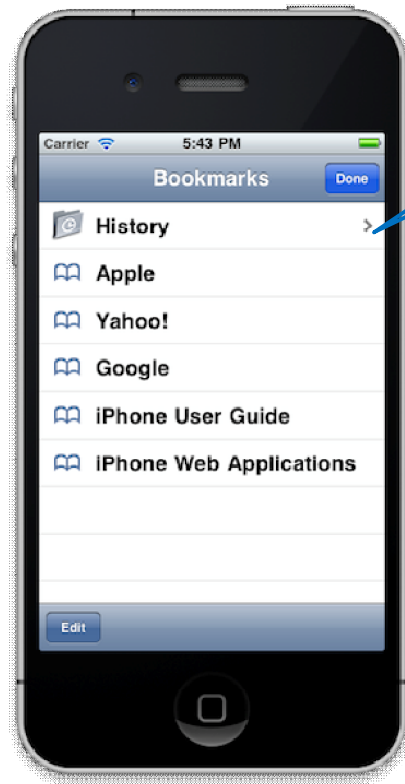 Carrier 5:43 PM
Bookmarks Done
History
Apple
Yahoo!
Google
iPhone User Guide
iPhone Web Applications
Edit